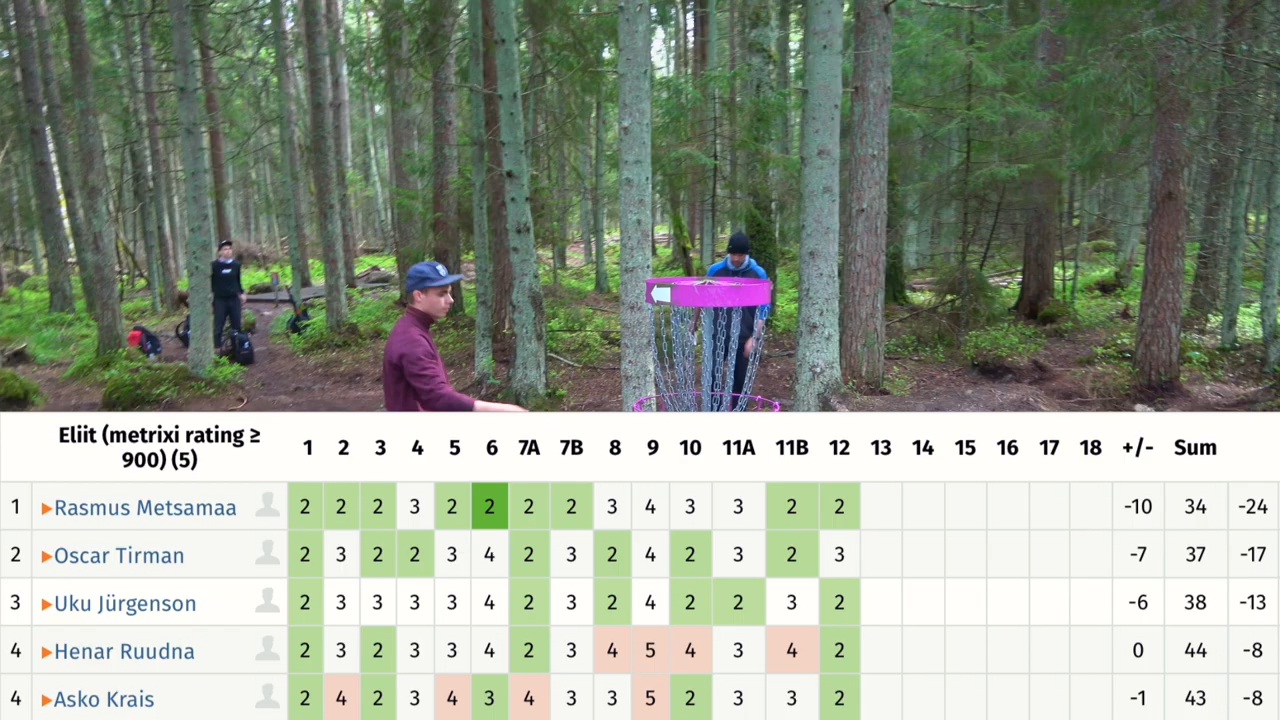 Eliit (metrixi rating ≥ 900) (5) 1 2 3 4 5 6 7A 7B 8 9 10 11A 11B 12 13 14 15 16 17 18 +/- Sum
1 Rasmus Metsamaa 2 2 2 3 2 2 2 2 3 4 3 3 2 2 -10 34 -24
2 Oscar Tirman 2 3 2 2 3 4 2 3 2 4 2 3 2 3 -7 37 -17
3 Uku Jürgenson 2 3 3 3 3 4 2 3 2 4 2 2 3 2 -6 38 -13
4 Henar Ruudna 2 3 2 3 3 4 2 3 4 5 4 3 4 2 0 44 -8
4 Asko Krais 2 4 2 3 4 3 4 3 3 5 2 3 3 2 -1 43 -8